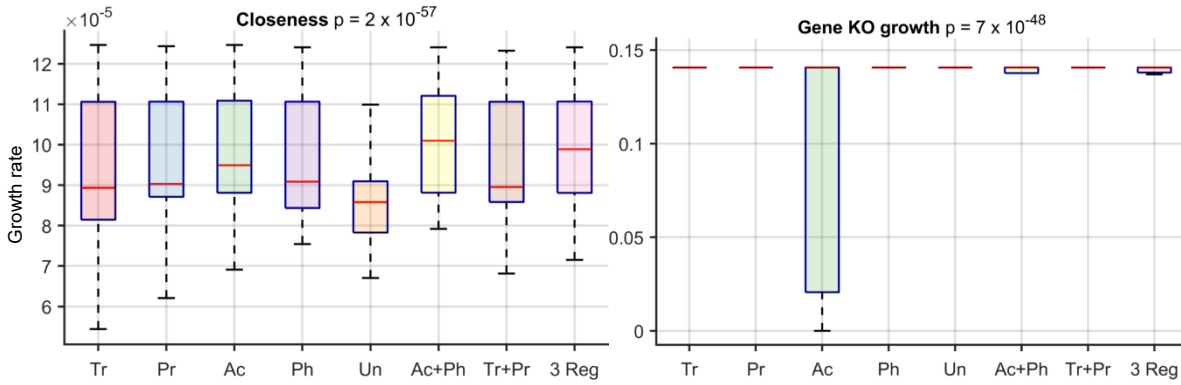 ×10⁻⁵
Closeness p = 2 x 10⁻⁵⁷
12
11
10
9
8
7
6
Growth rate
Tr Pr Ac Ph Un Ac+Ph Tr+Pr 3 Reg
Gene KO growth p = 7 x 10⁻⁴⁸
0.15
0.1
0.05
0
Tr Pr Ac Ph Un Ac+Ph Tr+Pr 3 Reg